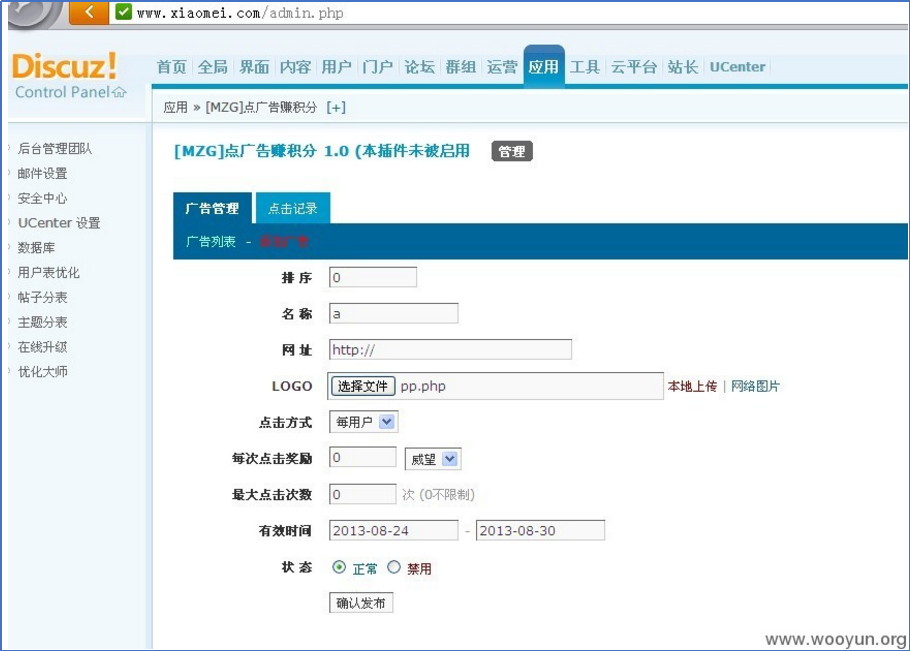 www.xiaomei.com/admin.php
Discuz!
Control Panel
首页 全局 界面 内容 用户 门户 论坛 群组 运营 应用 工具 云平台 站长 UCenter
应用 » [MZG]点广告赚积分 [+]
后台管理团队
邮件设置
安全中心
UCenter 设置
数据库
用户表优化
帖子分表
主题分表
在线升级
优化大师
[MZG]点广告赚积分 1.0 (本插件未被启用 管理
广告管理 点击记录
广告列表 -
排 序 0
名 称 a
网 址 http://
LOGO 选择文件 pp.php 本地上传 | 网络图片
点击方式 每用户
每次点击奖励 0 威望
最大点击次数 0 次 (0不限制)
有效时间 2013-08-24 - 2013-08-30
状 态 正常 禁用
确认发布
www.wooyun.org